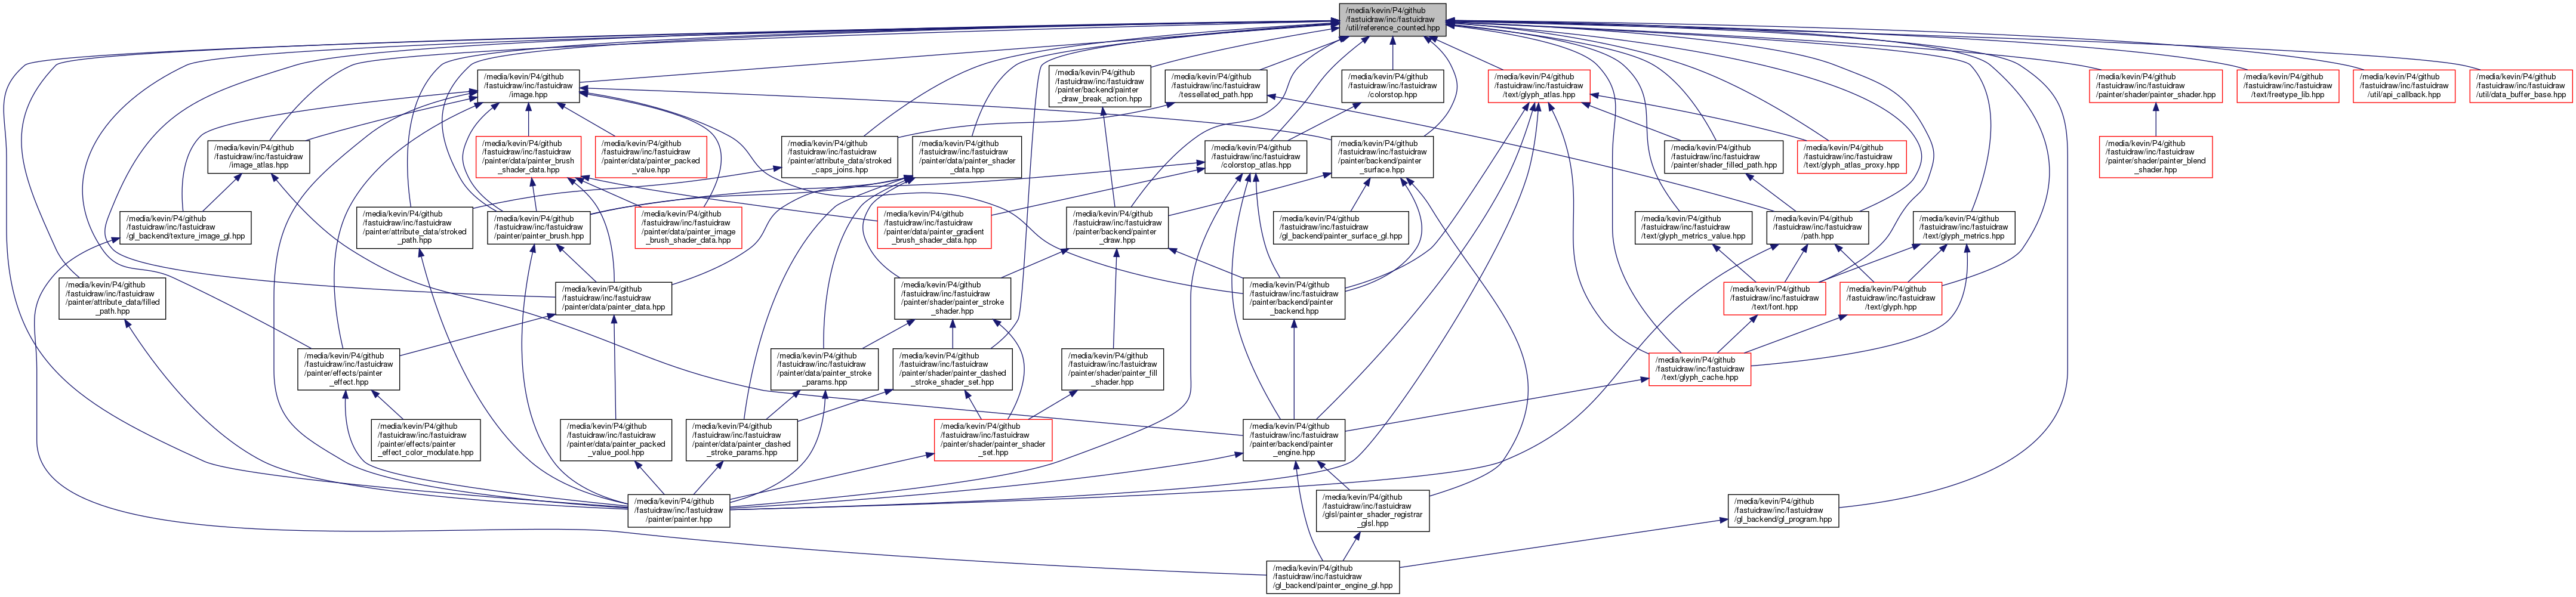 /media/kevin/P4/github
/fastuidraw/inc/fastuidraw
/util/reference_counted.hpp
/media/kevin/P4/github
/fastuidraw/inc/fastuidraw
/image.hpp
/media/kevin/P4/github
/fastuidraw/inc/fastuidraw
/painter/backend/painter
_draw_break_action.hpp
/media/kevin/P4/github
/fastuidraw/inc/fastuidraw
/tessellated_path.hpp
/media/kevin/P4/github
/fastuidraw/inc/fastuidraw
/colorstop.hpp
/media/kevin/P4/github
/fastuidraw/inc/fastuidraw
/text/glyph_atlas.hpp
/media/kevin/P4/github
/fastuidraw/inc/fastuidraw
/painter/shader/painter_shader.hpp
/media/kevin/P4/github
/fastuidraw/inc/fastuidraw
/text/freetype_lib.hpp
/media/kevin/P4/github
/fastuidraw/inc/fastuidraw
/util/api_callback.hpp
/media/kevin/P4/github
/fastuidraw/inc/fastuidraw
/util/data_buffer_base.hpp
/media/kevin/P4/github
/fastuidraw/inc/fastuidraw
/image_atlas.hpp
/media/kevin/P4/github
/fastuidraw/inc/fastuidraw
/painter/data/painter_brush
_shader_data.hpp
/media/kevin/P4/github
/fastuidraw/inc/fastuidraw
/painter/data/painter_packed
_value.hpp
/media/kevin/P4/github
/fastuidraw/inc/fastuidraw
/painter/attribute_data/stroked
_caps_joins.hpp
/media/kevin/P4/github
/fastuidraw/inc/fastuidraw
/painter/data/painter_shader
_data.hpp
/media/kevin/P4/github
/fastuidraw/inc/fastuidraw
/colorstop_atlas.hpp
/media/kevin/P4/github
/fastuidraw/inc/fastuidraw
/painter/backend/painter
_surface.hpp
/media/kevin/P4/github
/fastuidraw/inc/fastuidraw
/painter/shader_filled_path.hpp
/media/kevin/P4/github
/fastuidraw/inc/fastuidraw
/text/glyph_atlas_proxy.hpp
/media/kevin/P4/github
/fastuidraw/inc/fastuidraw
/painter/shader/painter_blend
_shader.hpp
/media/kevin/P4/github
/fastuidraw/inc/fastuidraw
/gl_backend/texture_image_gl.hpp
/media/kevin/P4/github
/fastuidraw/inc/fastuidraw
/painter/attribute_data/stroked
_path.hpp
/media/kevin/P4/github
/fastuidraw/inc/fastuidraw
/painter/painter_brush.hpp
/media/kevin/P4/github
/fastuidraw/inc/fastuidraw
/painter/data/painter_image
_brush_shader_data.hpp
/media/kevin/P4/github
/fastuidraw/inc/fastuidraw
/painter/data/painter_gradient
_brush_shader_data.hpp
/media/kevin/P4/github
/fastuidraw/inc/fastuidraw
/painter/backend/painter
_draw.hpp
/media/kevin/P4/github
/fastuidraw/inc/fastuidraw
/gl_backend/painter_surface_gl.hpp
/media/kevin/P4/github
/fastuidraw/inc/fastuidraw
/text/glyph_metrics_value.hpp
/media/kevin/P4/github
/fastuidraw/inc/fastuidraw
/path.hpp
/media/kevin/P4/github
/fastuidraw/inc/fastuidraw
/text/glyph_metrics.hpp
/media/kevin/P4/github
/fastuidraw/inc/fastuidraw
/painter/attribute_data/filled
_path.hpp
/media/kevin/P4/github
/fastuidraw/inc/fastuidraw
/painter/data/painter_data.hpp
/media/kevin/P4/github
/fastuidraw/inc/fastuidraw
/painter/shader/painter_stroke
_shader.hpp
/media/kevin/P4/github
/fastuidraw/inc/fastuidraw
/painter/backend/painter
_backend.hpp
/media/kevin/P4/github
/fastuidraw/inc/fastuidraw
/text/font.hpp
/media/kevin/P4/github
/fastuidraw/inc/fastuidraw
/text/glyph.hpp
/media/kevin/P4/github
/fastuidraw/inc/fastuidraw
/painter/effects/painter
_effect.hpp
/media/kevin/P4/github
/fastuidraw/inc/fastuidraw
/painter/data/painter_stroke
_params.hpp
/media/kevin/P4/github
/fastuidraw/inc/fastuidraw
/painter/shader/painter_dashed
_stroke_shader_set.hpp
/media/kevin/P4/github
/fastuidraw/inc/fastuidraw
/painter/shader/painter_fill
_shader.hpp
/media/kevin/P4/github
/fastuidraw/inc/fastuidraw
/text/glyph_cache.hpp
/media/kevin/P4/github
/fastuidraw/inc/fastuidraw
/painter/effects/painter
_effect_color_modulate.hpp
/media/kevin/P4/github
/fastuidraw/inc/fastuidraw
/painter/data/painter_packed
_value_pool.hpp
/media/kevin/P4/github
/fastuidraw/inc/fastuidraw
/painter/data/painter_dashed
_stroke_params.hpp
/media/kevin/P4/github
/fastuidraw/inc/fastuidraw
/painter/shader/painter_shader
_set.hpp
/media/kevin/P4/github
/fastuidraw/inc/fastuidraw
/painter/backend/painter
_engine.hpp
/media/kevin/P4/github
/fastuidraw/inc/fastuidraw
/painter/painter.hpp
/media/kevin/P4/github
/fastuidraw/inc/fastuidraw
/glsl/painter_shader_registrar
_glsl.hpp
/media/kevin/P4/github
/fastuidraw/inc/fastuidraw
/gl_backend/gl_program.hpp
/media/kevin/P4/github
/fastuidraw/inc/fastuidraw
/gl_backend/painter_engine_gl.hpp